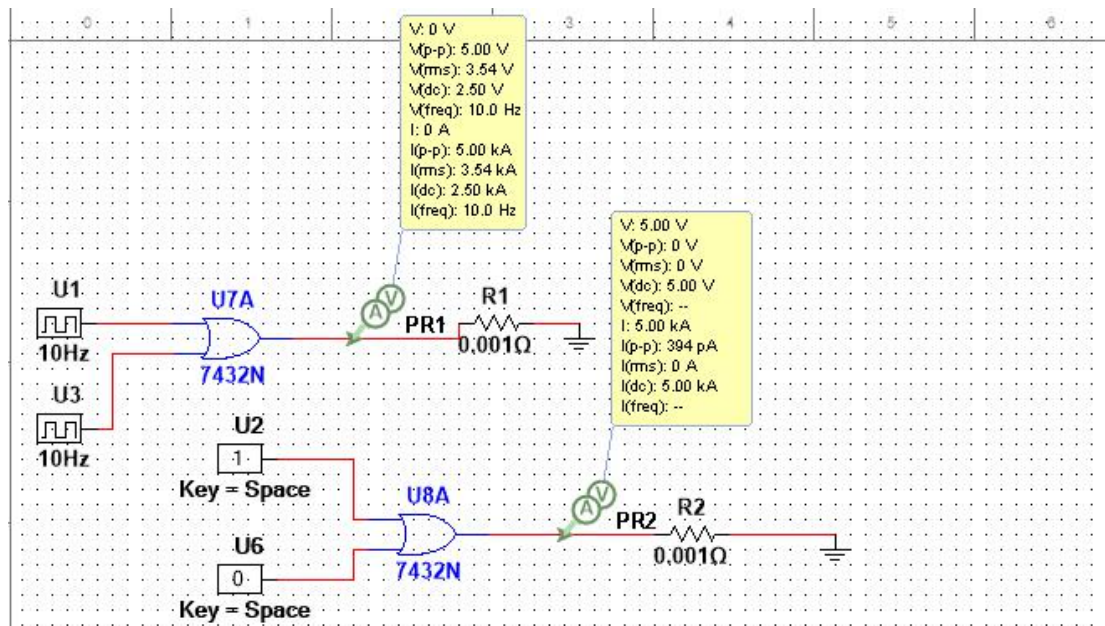 0
1
3
4
5
6
V: 0 V
V(p-p): 5.00 V
V(rms): 3.54 V
V(dc): 2.50 V
V(freq): 10.0 Hz
I: 0 A
I(p-p): 5.00 kA
I(rms): 3.54 kA
I(dc): 2.50 kA
I(freq): 10.0 Hz
V: 5.00 V
V(p-p): 0 V
V(rms): 0 V
V(dc): 5.00 V
V(freq): --
I: 5.00 kA
I(p-p): 394 pA
I(rms): 0 A
I(dc): 5.00 kA
I(freq): --
U1
10Hz
U7A
7432N
A
V
PR1
R1
0,001Ω
U3
10Hz
U2
1
Key = Space
U8A
7432N
A
V
PR2
R2
0,001Ω
U6
0
Key = Space